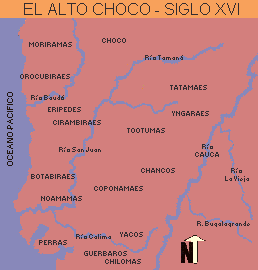 EL ALTO CHOCO - SIGLO XVI
CHOCO
MORIRAMAS
Río Tamaná
OROCUBIRAES
TATAMAES
Río Baudó
ERIPEDES
YNGARAES
CIRAMBIRAES
TOOTUMAS
OCEANO PACIFICO
Río San Juan
Río
CAUCA
CHANCOS
Río
La Vieja
BOTABIRAES
COPONAMAES
NOAMAMAS
R. Bugalagrande
Río Calima
YACOS
PERRAS
N
GUERBAROS
CHILOMAS